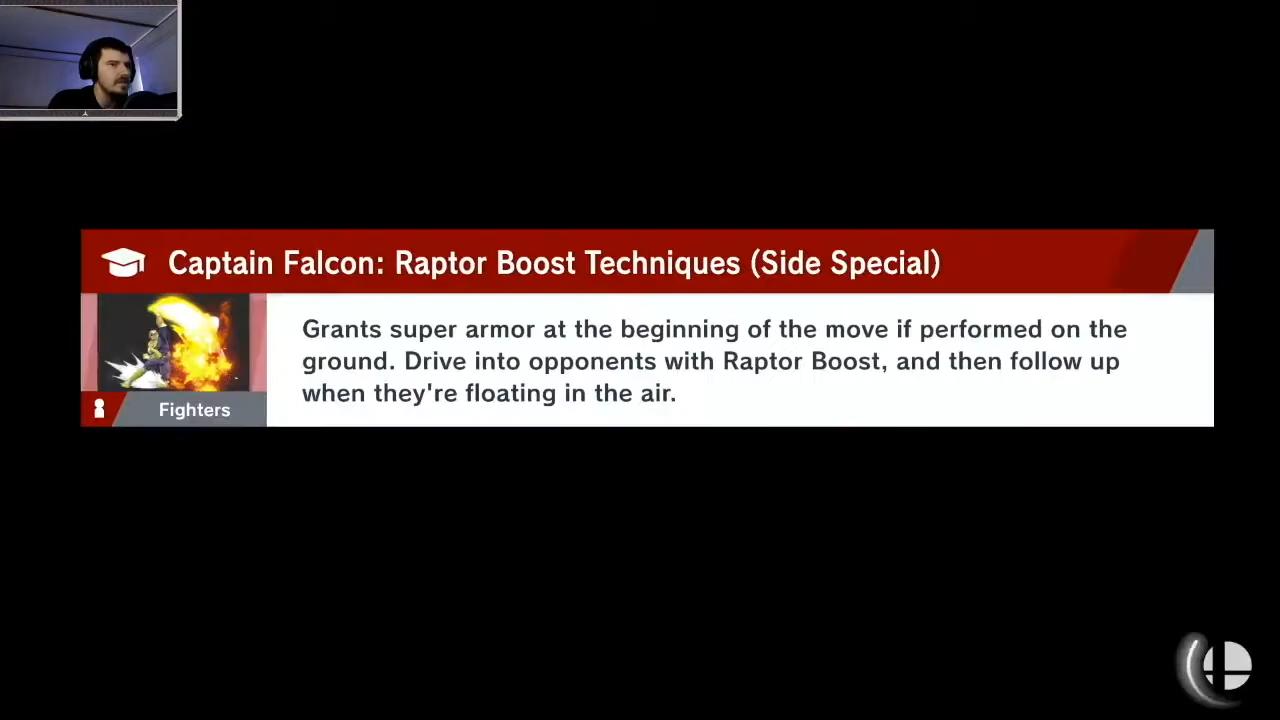 Captain Falcon: Raptor Boost Techniques (Side Special)
Grants super armor at the beginning of the move if performed on the
ground. Drive into opponents with Raptor Boost, and then follow up
when they're floating in the air.
Fighters